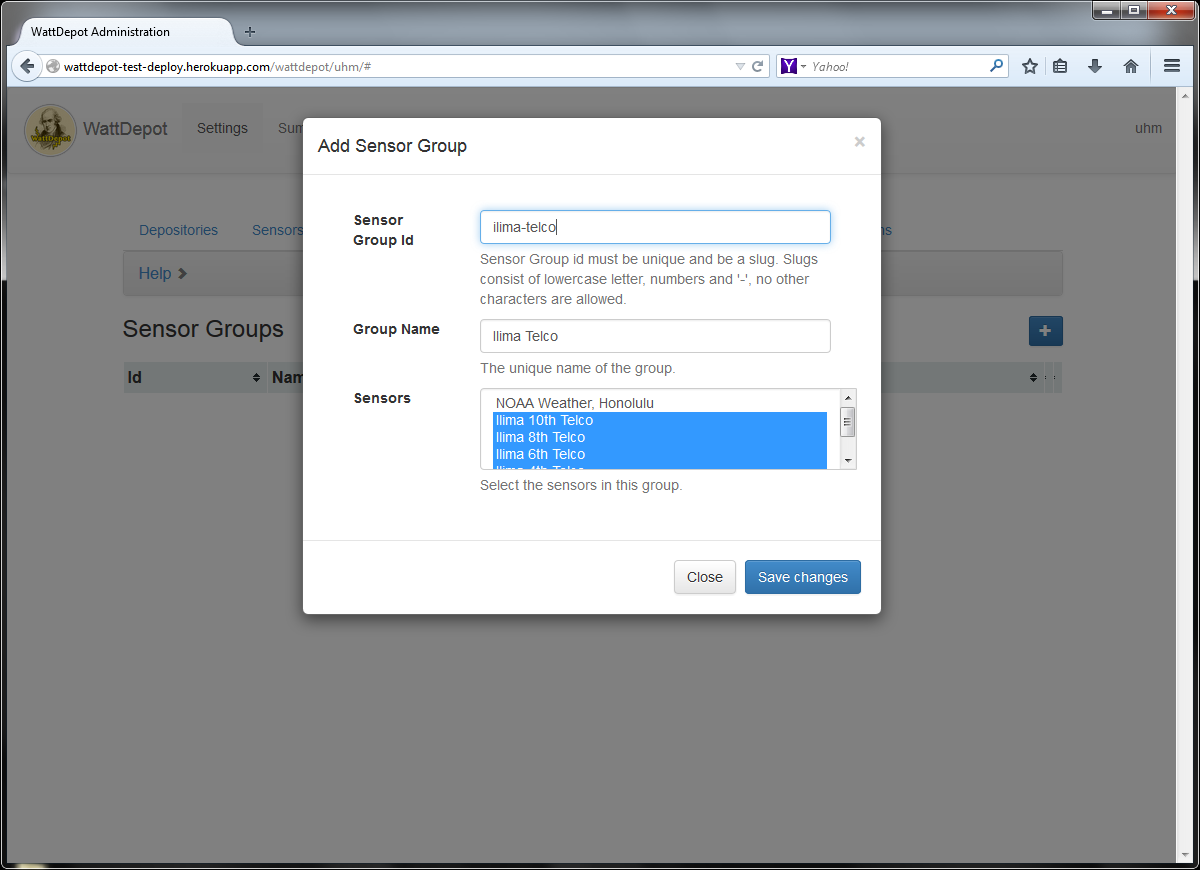 WattDepot Administration
wattdepot-test-deploy.herokuapp.com/wattdepot/uhm/#
Yahoo!
WattDepot
WattDepot
Settings
Sum
uhm
Add Sensor Group
×
Depositories
Sensors
ns
Help
Sensor Groups
Id
Nam
Sensor
Group Id
ilima-telco
Sensor Group id must be unique and be a slug. Slugs
consist of lowercase letter, numbers and '-', no other
characters are allowed.
Group Name
Ilima Telco
The unique name of the group.
Sensors
NOAA Weather, Honolulu
Ilima 10th Telco
Ilima 8th Telco
Ilima 6th Telco
Ilima 4th Telco
Select the sensors in this group.
Close
Save changes